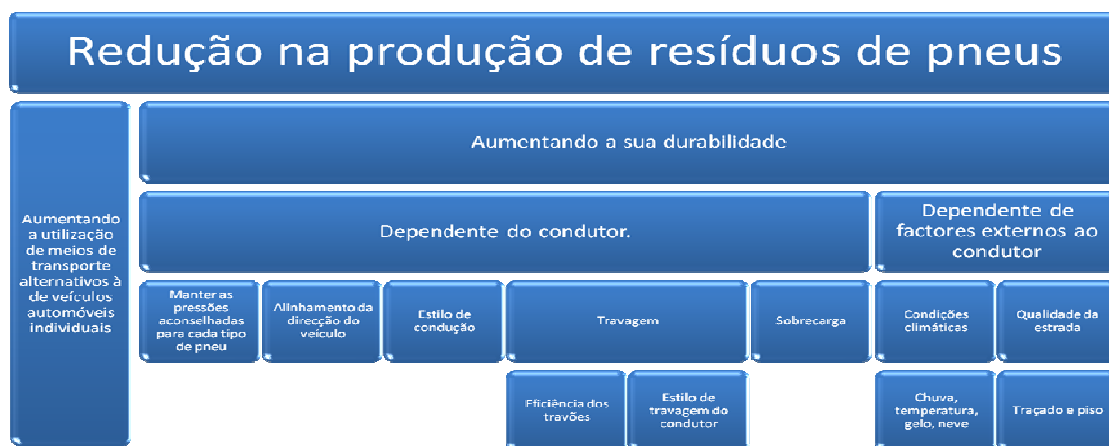 Redução na produção de resíduos de pneus
Aumentando a sua durabilidade
Aumentando
a utilização
de meios de
transporte
alternativos à
de veículos
automóveis
individuais
Dependente do condutor.
Dependente de
factores externos ao
condutor
Manter as
pressões
aconselhadas
para cada tipo
de pneu
Alinhamento da
direcção do
veículo
Estilo de
condução
Travagem
Sobrecarga
Condições
climáticas
Qualidade da
estrada
Eficiência dos
travões
Estilo de
travagem do
condutor
Chuva,
temperatura,
gelo, neve
Traçado e piso